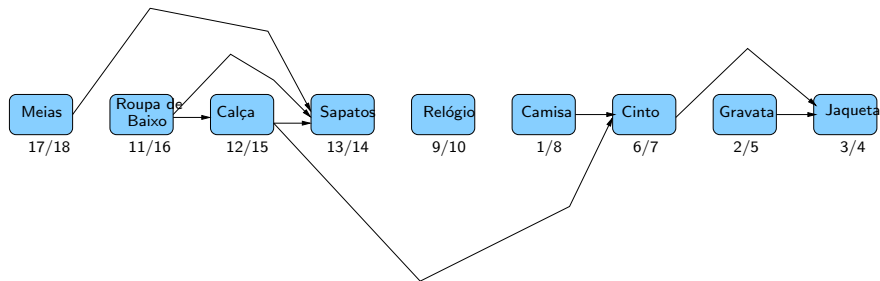 Meias
Roupa de
Baixo
Calça
Sapatos
Relógio
Camisa
Cinto
Gravata
Jaqueta
17/18
11/16
12/15
13/14
9/10
1/8
6/7
2/5
3/4